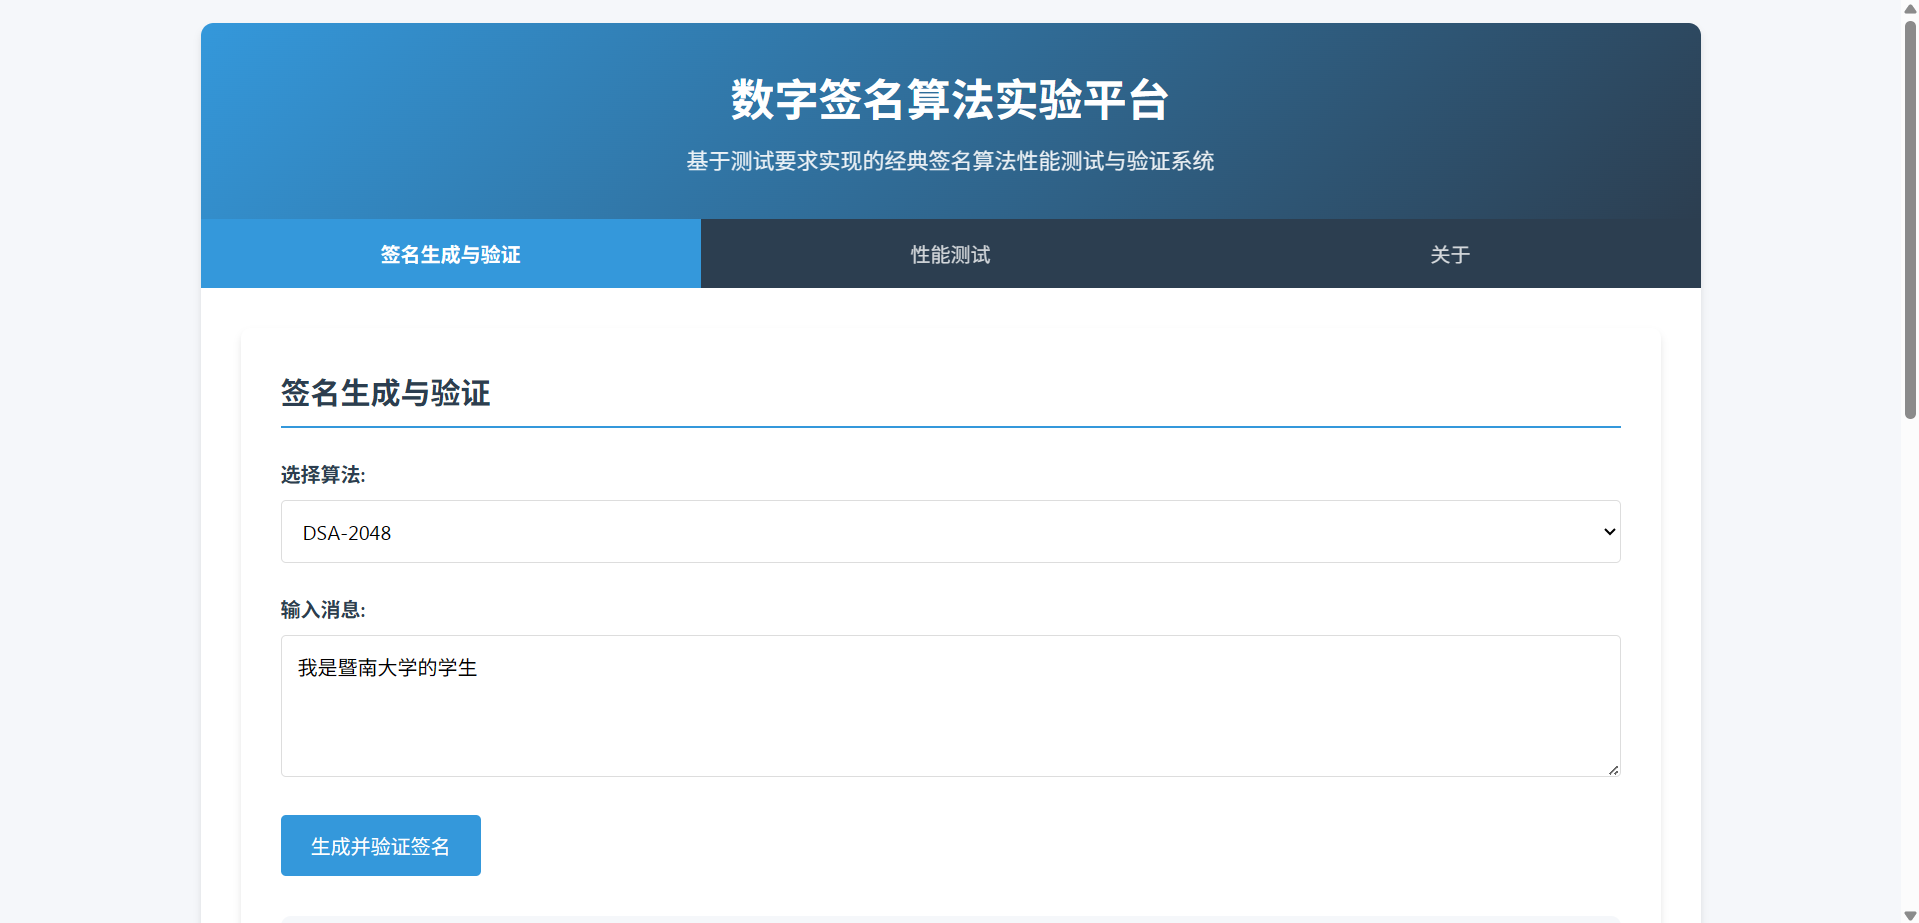 数字签名算法实验平台
基于测试要求实现的经典签名算法性能测试与验证系统
签名生成与验证
性能测试
关于
签名生成与验证
选择算法:
DSA-2048
输入消息:
我是暨南大学的学生
生成并验证签名